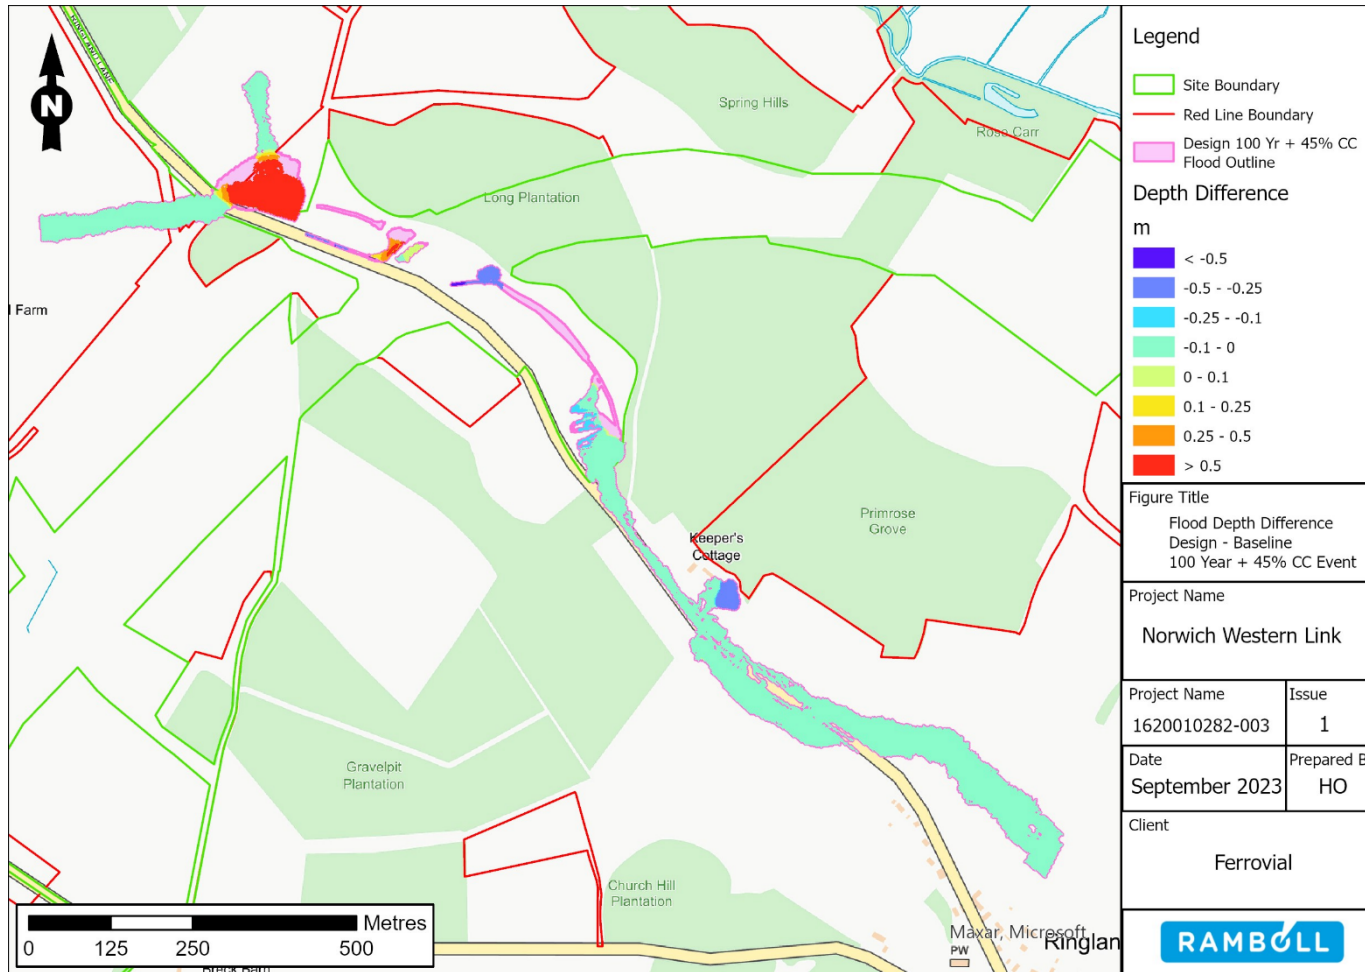 RINGLAND LANE
N
Spring Hills
Rose Carr
Long Plantation
l Farm
Keeper's
Cottage
Primrose
Grove
Gravelpit
Plantation
Church Hill
Plantation
Maxar, Microsoft
PW
Ringlan
Breck Barn
Metres
0 125 250 500
Legend
Site Boundary
Red Line Boundary
Design 100 Yr + 45% CC
Flood Outline
Depth Difference
m
< -0.5
-0.5 - -0.25
-0.25 - -0.1
-0.1 - 0
0 - 0.1
0.1 - 0.25
0.25 - 0.5
> 0.5
Figure Title
Flood Depth Difference
Design - Baseline
100 Year + 45% CC Event
Project Name
Norwich Western Link
Project Name
1620010282-003
Issue
1
Date
September 2023
Prepared B
HO
Client
Ferrovial
RAMBOLL